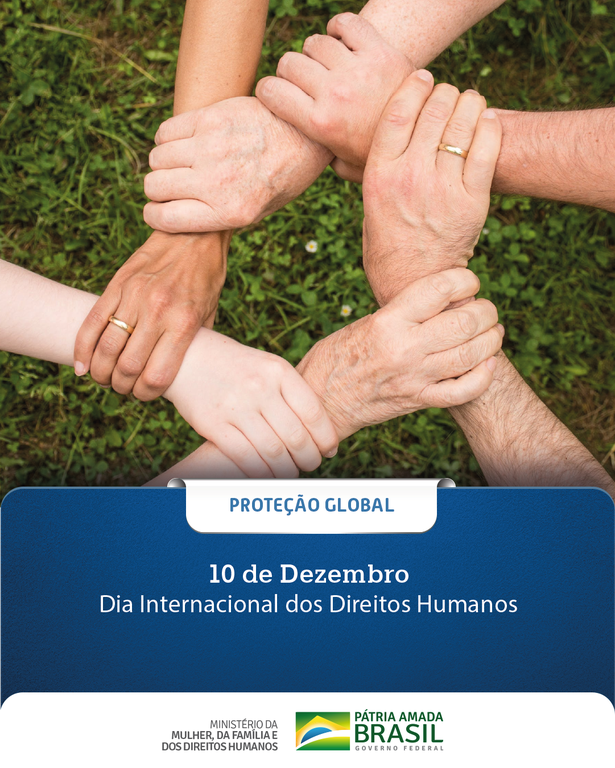 PROTEÇÃO GLOBAL
10 de Dezembro
Dia Internacional dos Direitos Humanos
MINISTÉRIO DA
MULHER, DA FAMÍLIA E
DOS DIREITOS HUMANOS
PÁTRIA AMADA
BRASIL
GOVERNO FEDERAL